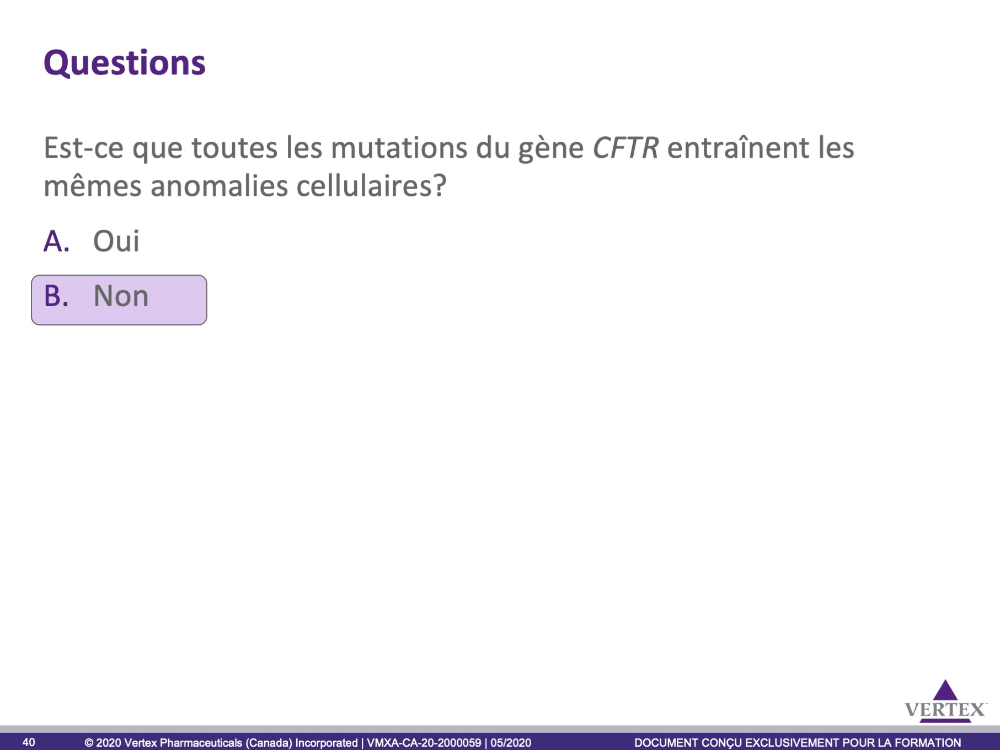 Questions
Est-ce que toutes les mutations du gène CFTR entraînent les
mêmes anomalies cellulaires?
A. Oui
B. Non
VERTEX™
40 © 2020 Vertex Pharmaceuticals (Canada) Incorporated | VMXA-CA-20-2000059 | 05/2020 DOCUMENT CONÇU EXCLUSIVEMENT POUR LA FORMATION